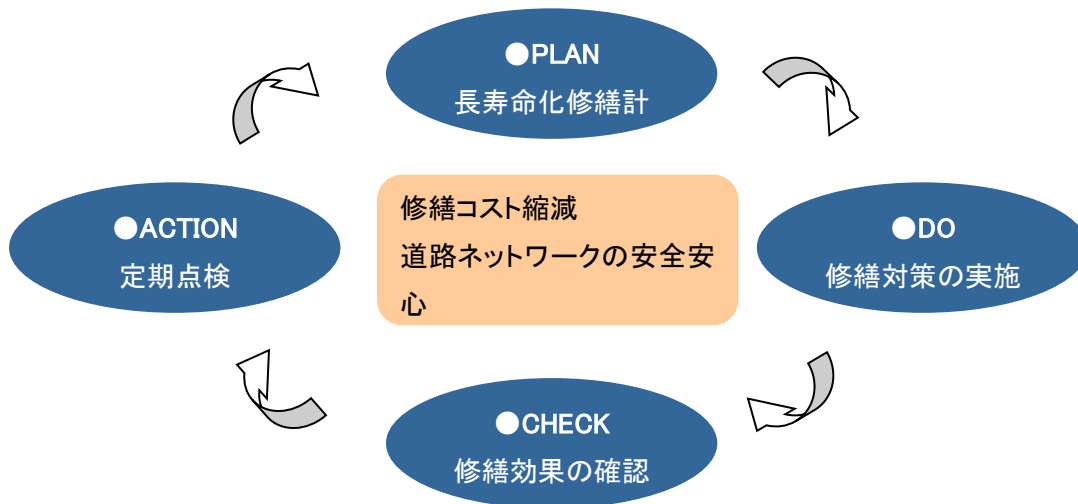 ●PLAN
長寿命化修繕計
●ACTION
定期点検
修繕コスト縮減
道路ネットワークの安全安
心
●DO
修繕対策の実施
●CHECK
修繕効果の確認